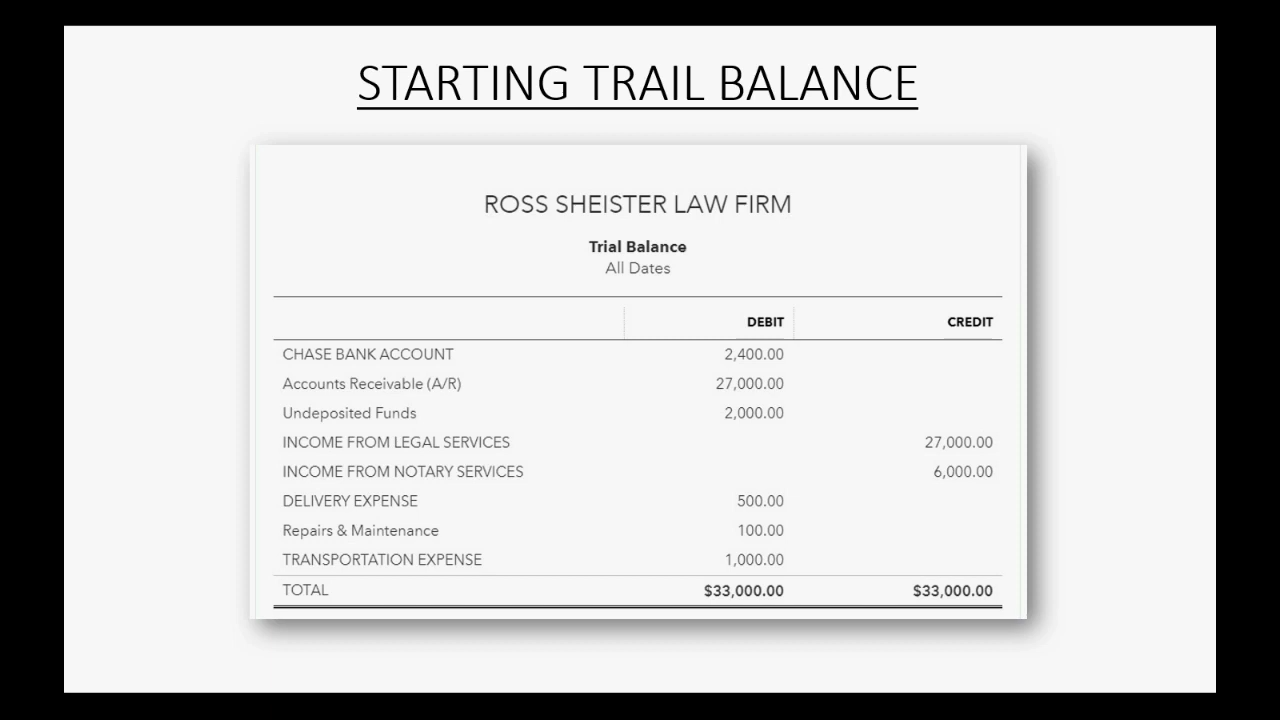 STARTING TRAIL BALANCE
ROSS SHEISTER LAW FIRM
Trial Balance
All Dates
DEBIT CREDIT
CHASE BANK ACCOUNT 2,400.00
Accounts Receivable (A/R) 27,000.00
Undeposited Funds 2,000.00
INCOME FROM LEGAL SERVICES 27,000.00
INCOME FROM NOTARY SERVICES 6,000.00
DELIVERY EXPENSE 500.00
Repairs & Maintenance 100.00
TRANSPORTATION EXPENSE 1,000.00
TOTAL $33,000.00 $33,000.00